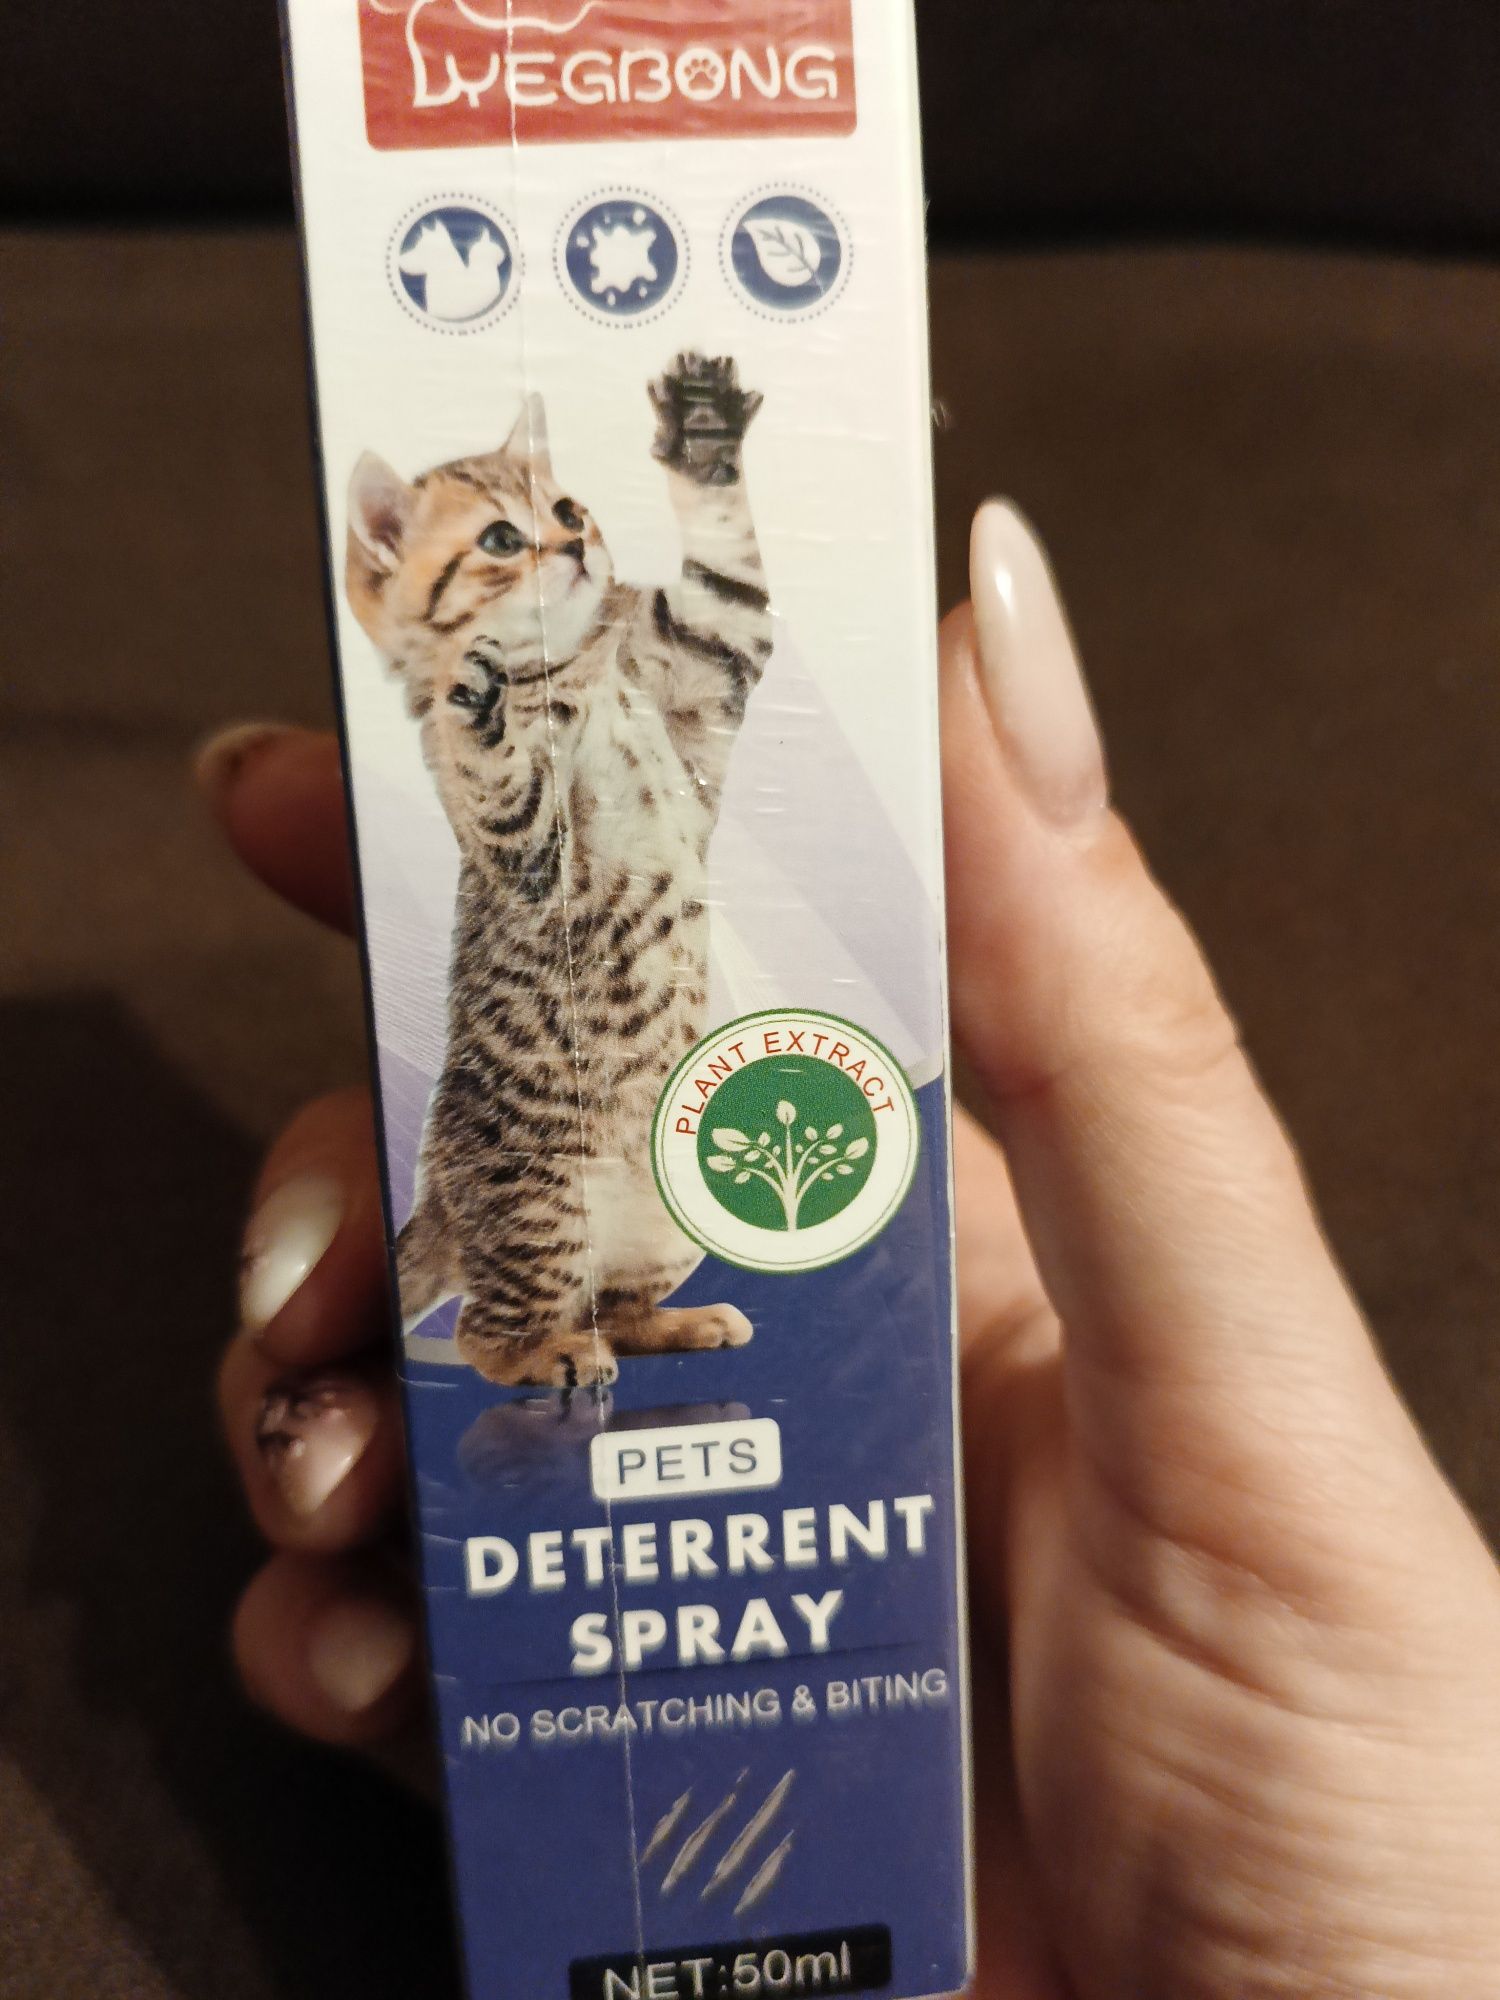 YEGBONG
PLANT EXTRACT
PETS
DETERRENT
SPRAY
NO SCRATCHING & BITING
NET:50ml